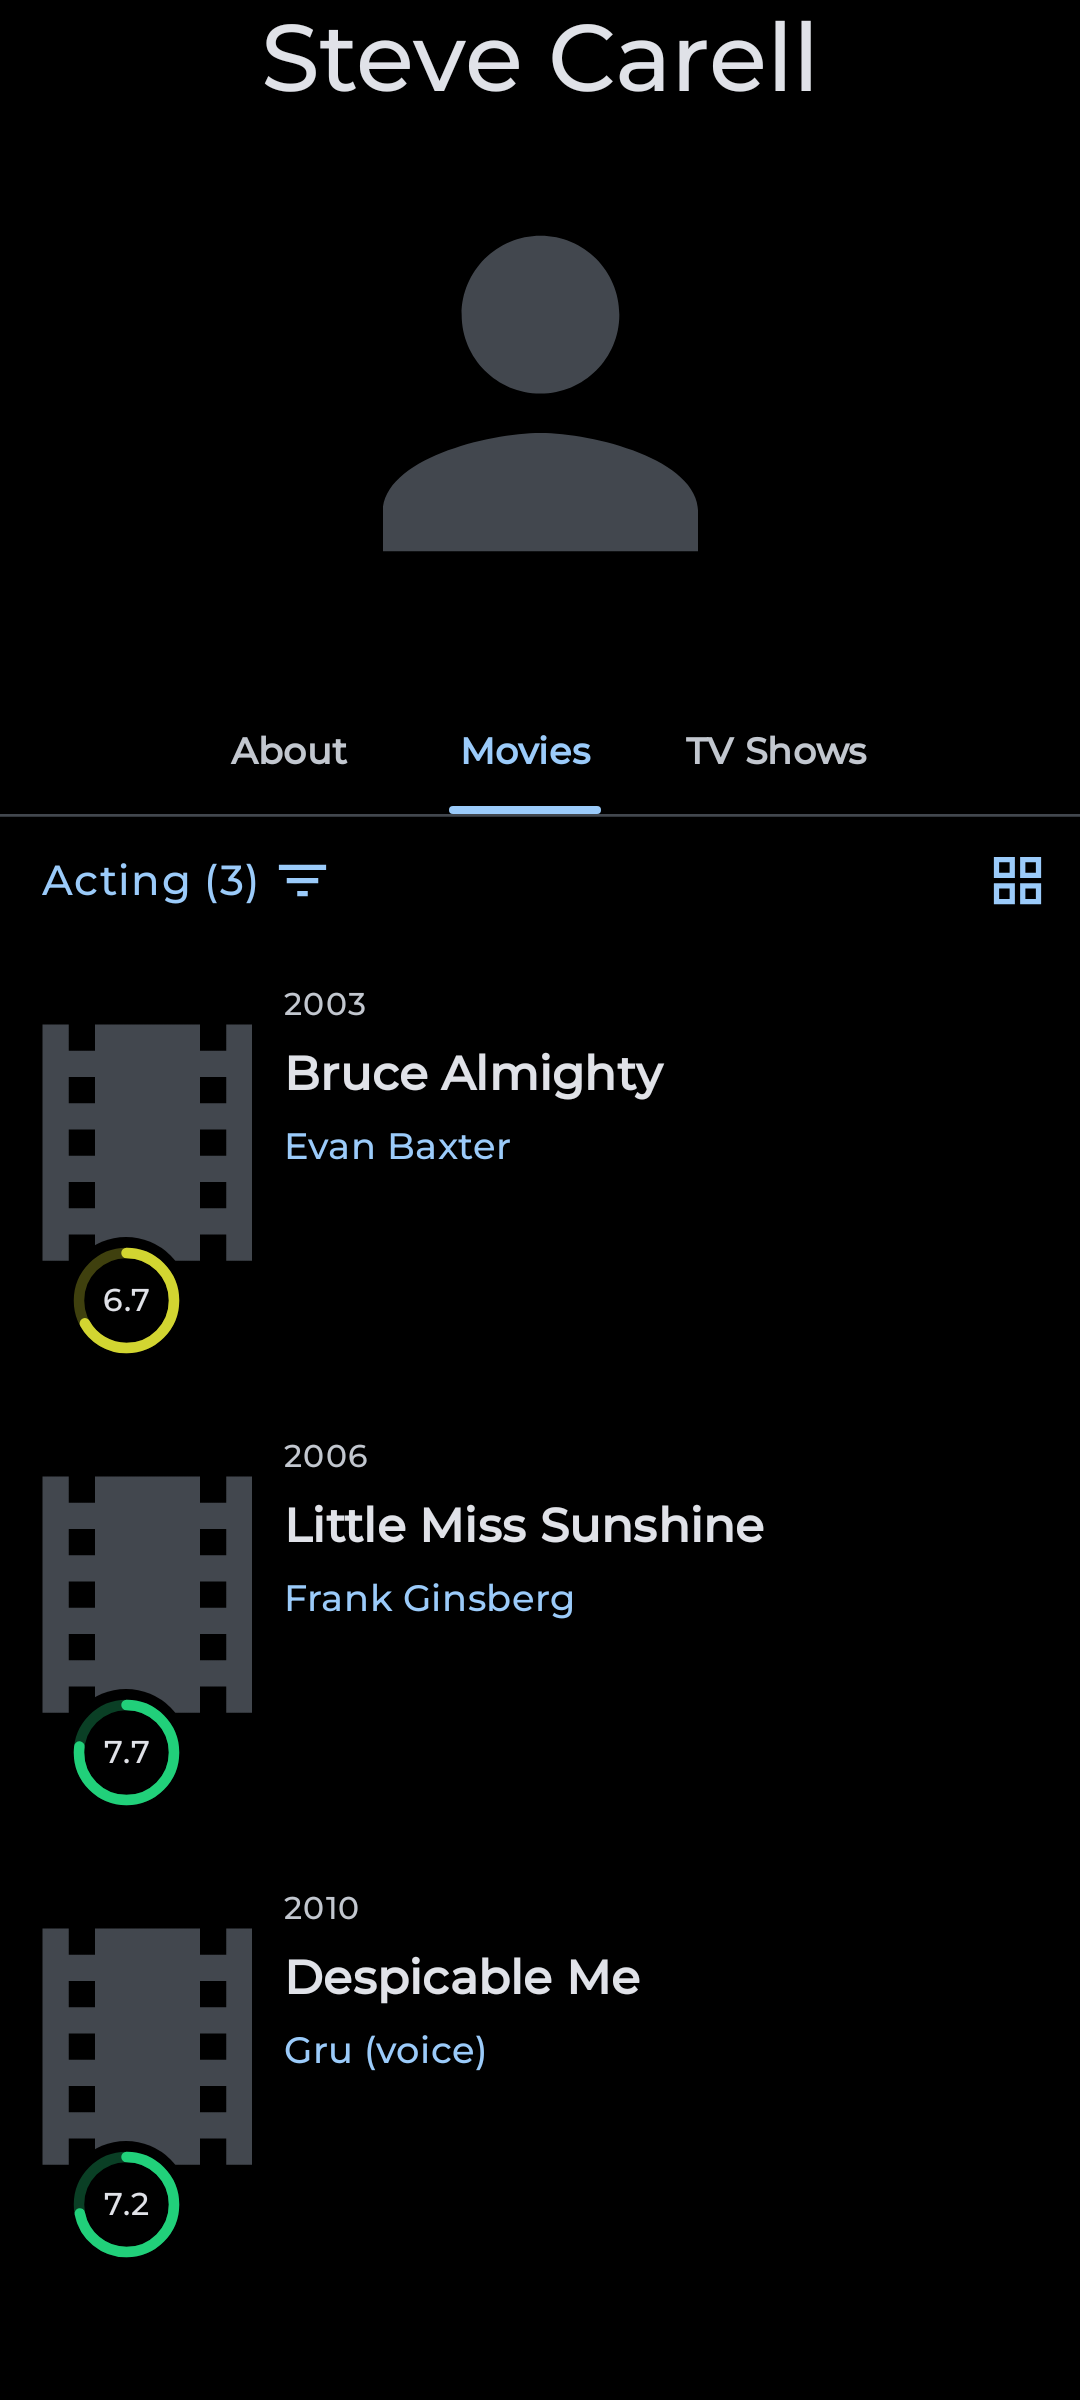 Steve Carell
About Movies TV Shows
Acting (3)
2003
Bruce Almighty
Evan Baxter
6.7
2006
Little Miss Sunshine
Frank Ginsberg
7.7
2010
Despicable Me
Gru (voice)
7.2